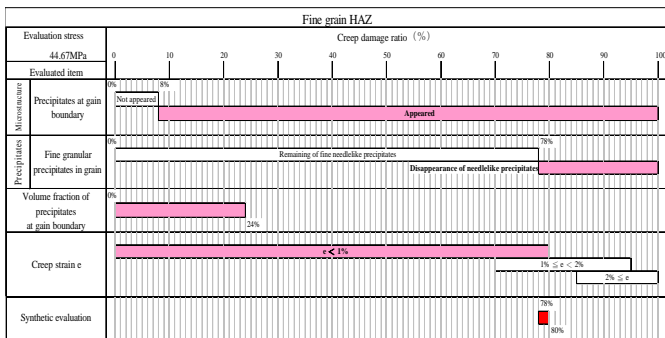 Fine grain HAZ
Evaluation stress
44.67MPa
Creep damage ratio (%)
0 10 20 30 40 50 60 70 80 90 100
Evaluated item
Microstructure
Precipitates at gain
boundary
0% 8%
Not appeared
Appeared
Precipitates
Fine granular
precipitates in grain
0% 78%
Remaining of fine needlelike precipitates
Disappearance of needlelike precipitates
Volume fraction of
precipitates
at gain boundary
0%
24%
Creep strain e
e < 1%
1% ≦ e < 2%
2% ≦ e
Synthetic evaluation
78%
80%